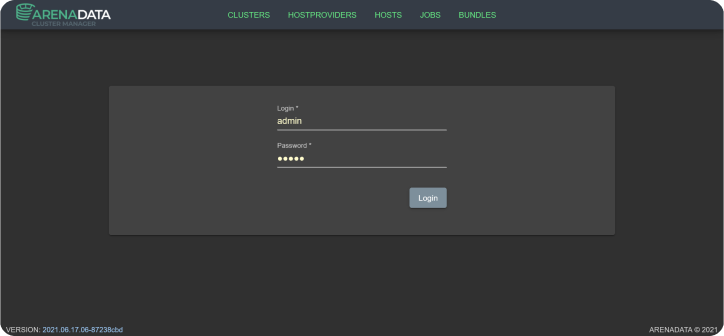 ARENADATA
CLUSTER MANAGER
CLUSTERS HOSTPROVIDERS HOSTS JOBS BUNDLES
Login *
admin
Password *
●●●●●
Login
VERSION: 2021.06.17.06-87238cbd
ARENADATA © 2021